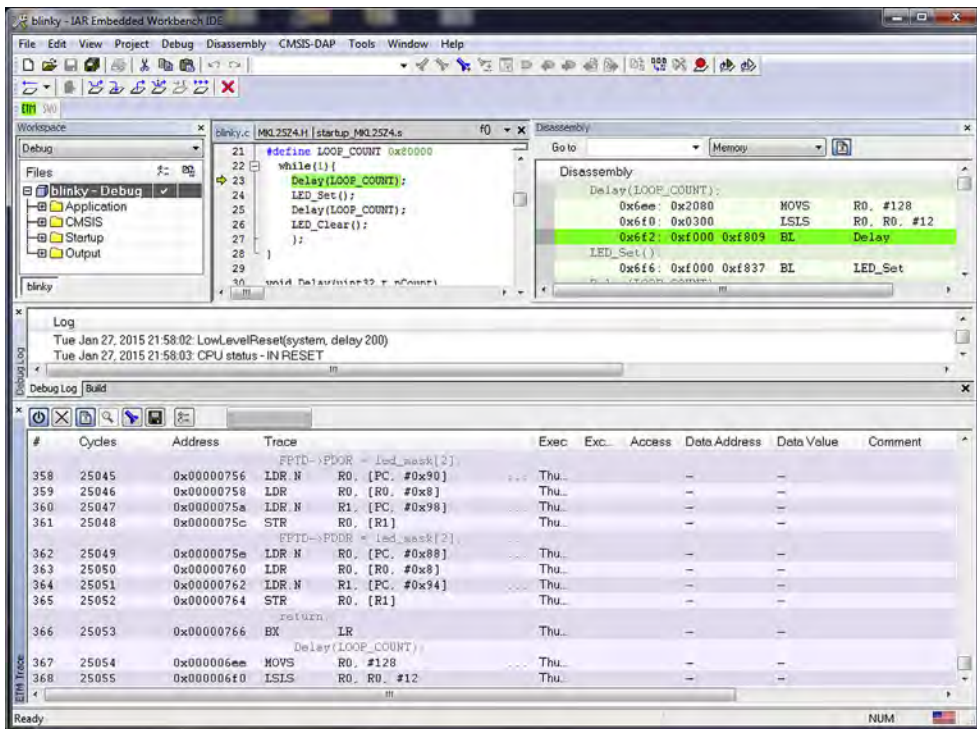 blinky - IAR Embedded Workbench IDE
File Edit View Project Debug Disassembly CMSIS-DAP Tools Window Help
ETM SWO
Workspace
Debug
Files
blinky - Debug
Application
CMSIS
Startup
Output
blinky
blinky.c MKL25Z4.H startup_MKL25Z4.s f0
21 #define LOOP_COUNT 0x80000
22 while(1){
23 Delay(LOOP_COUNT);
24 LED_Set();
25 Delay(LOOP_COUNT);
26 LED_Clear();
27 };
28 }
29
30 void Delay(uint32_t nCount)
Disassembly
Go to Memory
Disassembly
Delay(LOOP_COUNT);
0x6ee: 0x2080 MOVS R0, #128
0x6f0: 0x0300 LSLS R0, R0, #12
0x6f2: 0xf000 0xf809 BL Delay
LED_Set()
0x6f6: 0xf000 0xf837 BL LED_Set
Log
Tue Jan 27, 2015 21:58:02: LowLevelReset(system, delay 200)
Tue Jan 27, 2015 21:58:03: CPU status - IN RESET
Debug Log
Debug Log Build
# Cycles Address Trace Exec Exc... Access Data Address Data Value Comment
FPTD->PDOR = led_mask[2];
358 25045 0x00000756 LDR.N R0, [PC, #0x90] ... Thu... – –
359 25046 0x00000758 LDR R0, [R0, #0x8] Thu... – –
360 25047 0x0000075a LDR.N R1, [PC, #0x98] ... Thu... – –
361 25048 0x0000075c STR R0, [R1] Thu... – –
FPTD->PDDR = led_mask[2];
362 25049 0x0000075e LDR.N R0, [PC, #0x88] ... Thu... – –
363 25050 0x00000760 LDR R0, [R0, #0x8] Thu... – –
364 25051 0x00000762 LDR.N R1, [PC, #0x94] ... Thu... – –
365 25052 0x00000764 STR R0, [R1] Thu... – –
return;
366 25053 0x00000766 BX LR Thu... – –
Delay(LOOP_COUNT);
367 25054 0x000006ee MOVS R0, #128 ... Thu... – –
368 25055 0x000006f0 LSLS R0, R0, #12 Thu... – –
ETM Trace
Ready NUM